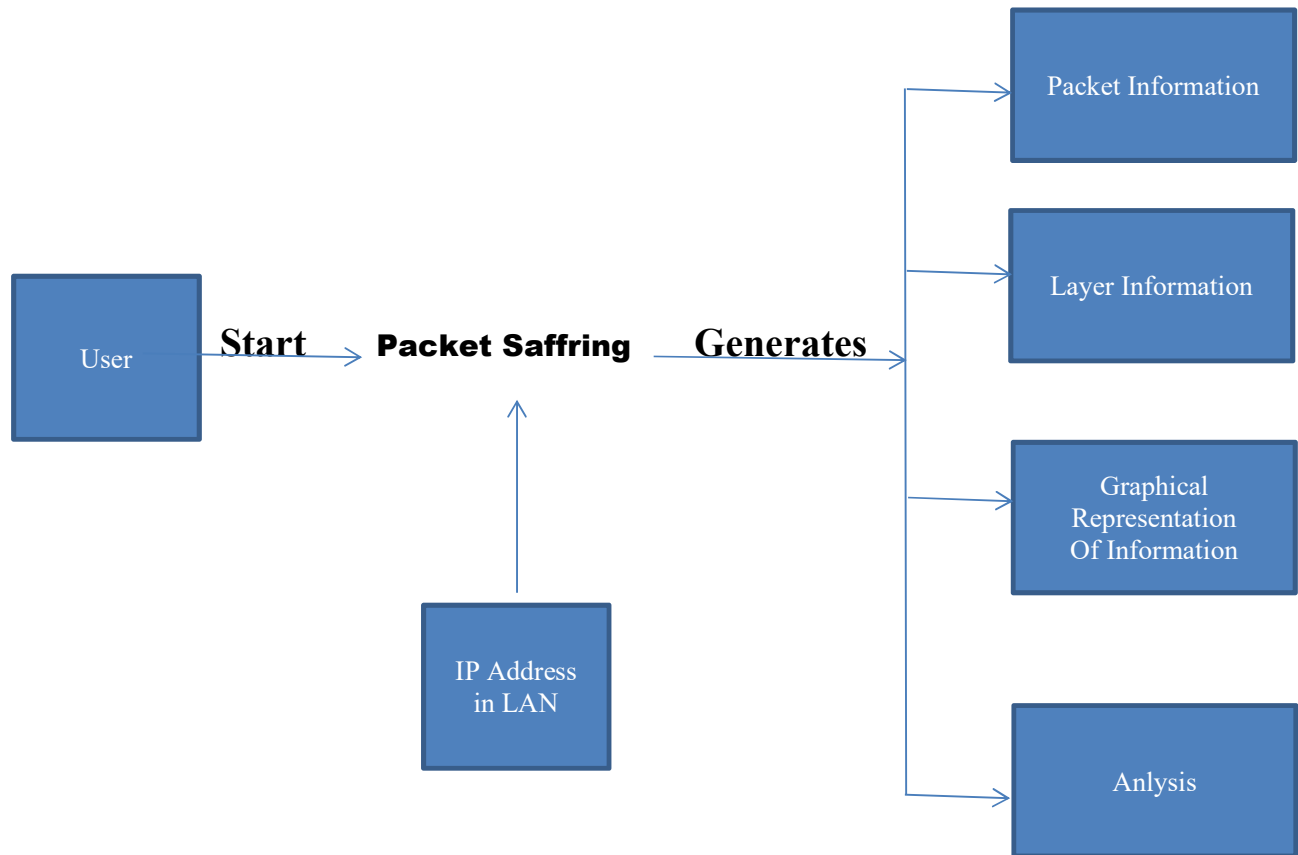 Packet Information
Layer Information
User
Start
Packet Saffring
Generates
Graphical
Representation
Of Information
IP Address
in LAN
Anlysis